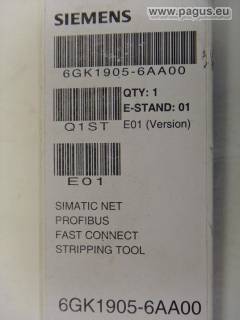 www.pagus.eu
SIEMENS
6GK1905-6AA00
QTY: 1
E-STAND: 01
Q1ST E01 (Version)
E01
SIMATIC NET
PROFIBUS
FAST CONNECT
STRIPPING TOOL
6GK1905-6AA00